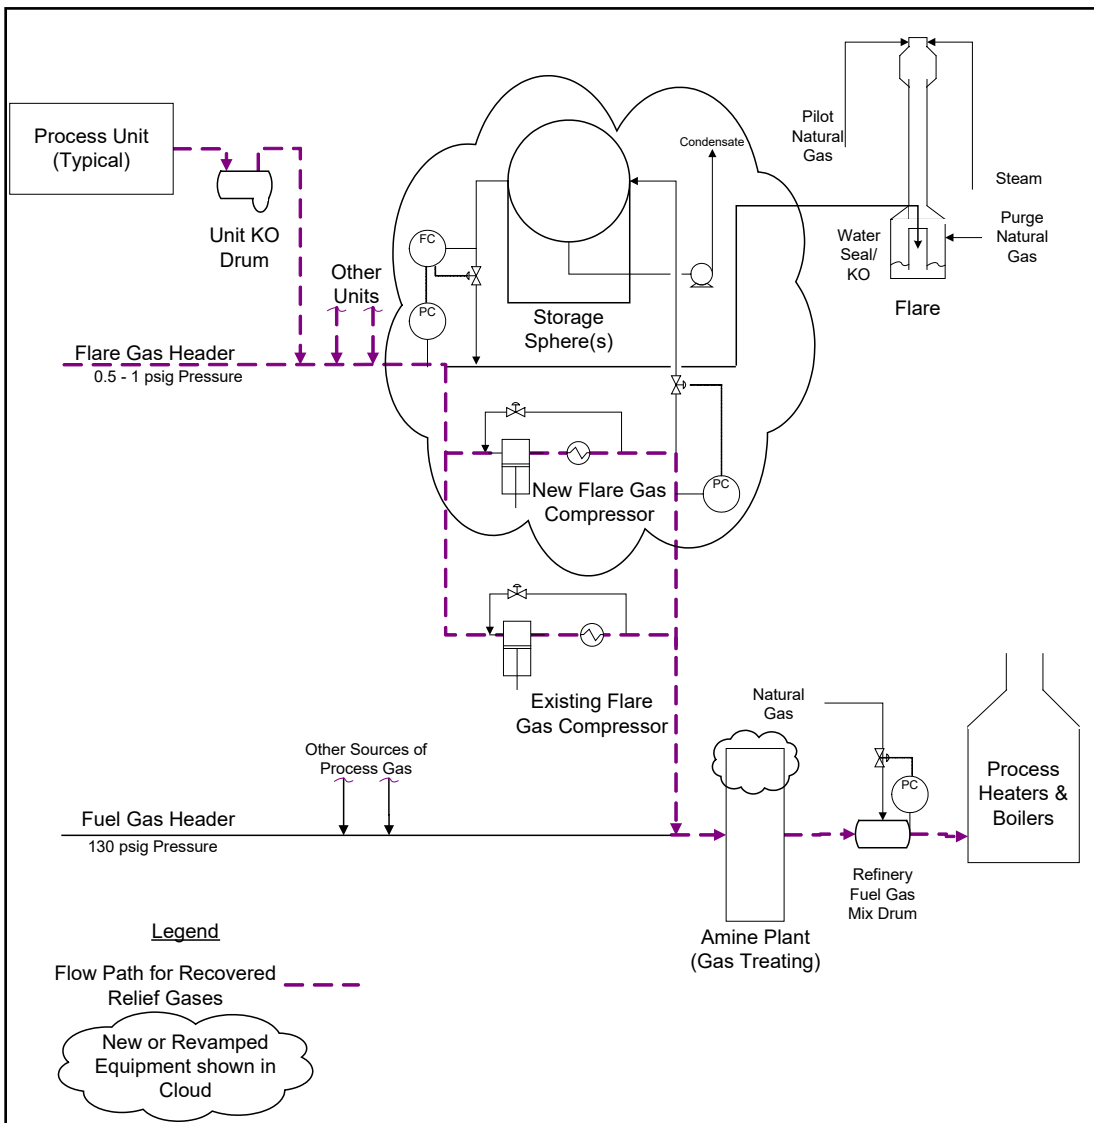 Process Unit
(Typical)
Unit KO
Drum
Other
Units
Flare Gas Header
0.5 - 1 psig Pressure
FC
PC
Storage
Sphere(s)
Condensate
Pilot
Natural
Gas
Steam
Water
Seal/
KO
Purge
Natural
Gas
Flare
New Flare Gas
Compressor
PC
Existing Flare
Gas Compressor
Other Sources of
Process Gas
Fuel Gas Header
130 psig Pressure
Natural
Gas
PC
Process
Heaters &
Boilers
Refinery
Fuel Gas
Mix Drum
Amine Plant
(Gas Treating)
Legend
Flow Path for Recovered
Relief Gases
New or Revamped
Equipment shown in
Cloud